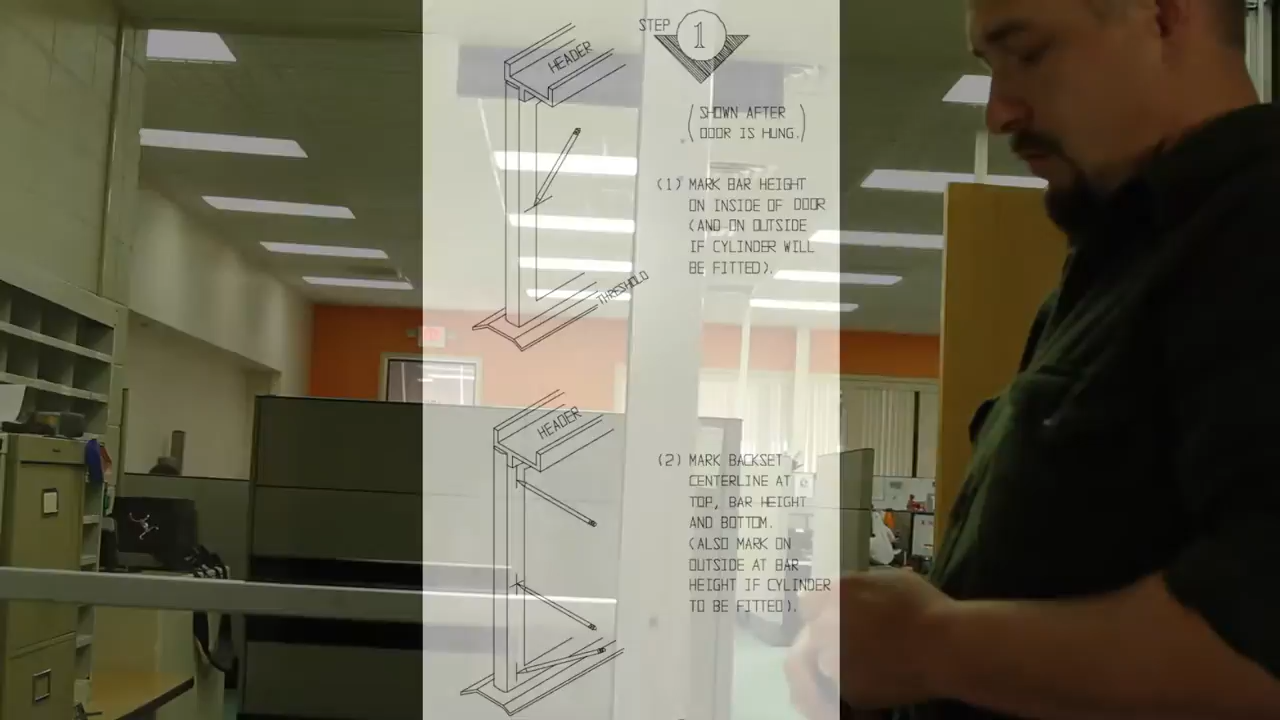 STEP 1
HEADER
(SHOWN AFTER
DOOR IS HUNG.)
(1) MARK BAR HEIGHT
ON INSIDE OF DOOR
(AND ON OUTSIDE
IF CYLINDER WILL
BE FITTED).
THRESHOLD
HEADER
(2) MARK BACKSET
CENTERLINE AT
TOP, BAR HEIGHT
AND BOTTOM.
(ALSO MARK ON
OUTSIDE AT BAR
HEIGHT IF CYLINDER
TO BE FITTED).